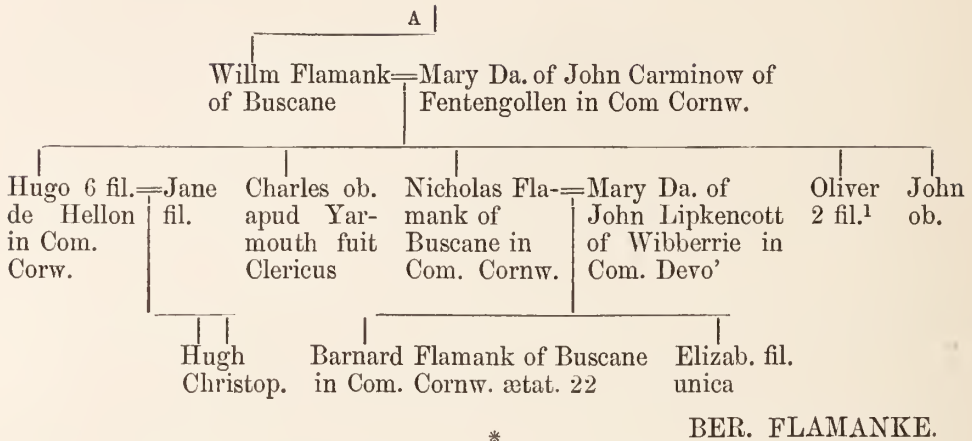 A
Willm Flamank=Mary Da. of John Carminow of
of Buscane Fentengollen in Com Cornw.
Hugo 6 fil.=Jane
de Hellon fil.
in Com.
Corw.
Charles ob.
apud Yar-
mouth fuit
Clericus
Nicholas Fla-=Mary Da. of
mank of John Lipkencott
Buscane in of Wibberrie in
Com. Cornw. Com. Devo'
Oliver
2 fil.¹
John
ob.
Hugh
Christop.
Barnard Flamank of Buscane
in Com. Cornw. ætat. 22
Elizab. fil.
unica
BER. FLAMANKE.
*